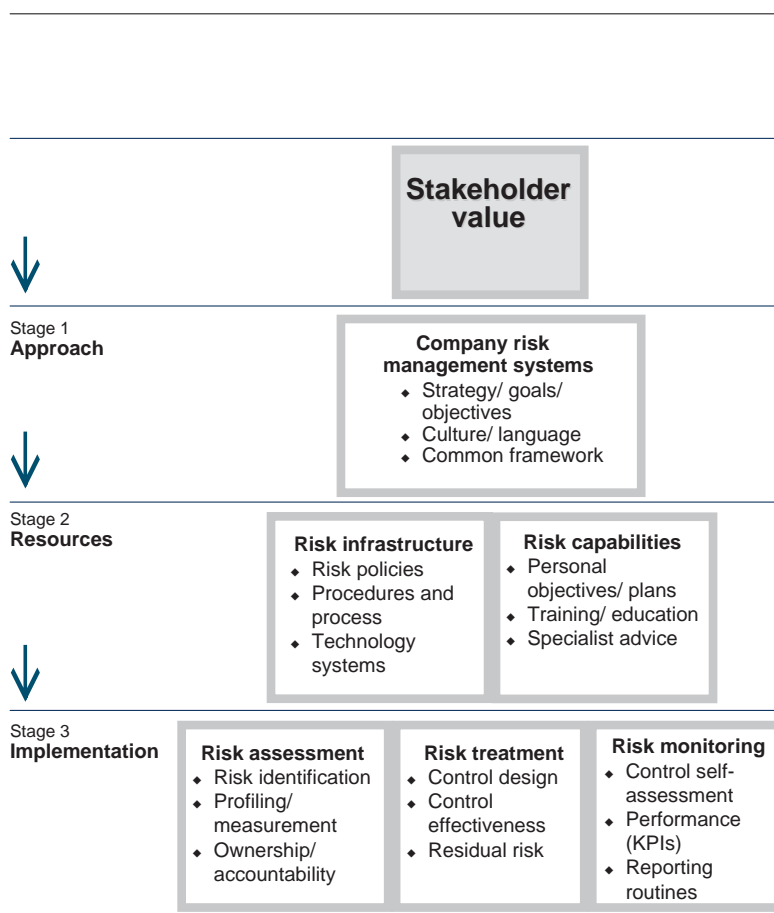 Stakeholder
value
Stage 1
Approach
Company risk
management systems
◆ Strategy/ goals/
objectives
◆ Culture/ language
◆ Common framework
Stage 2
Resources
Risk infrastructure
◆ Risk policies
◆ Procedures and
process
◆ Technology
systems
Risk capabilities
◆ Personal
objectives/ plans
◆ Training/ education
◆ Specialist advice
Stage 3
Implementation
Risk assessment
◆ Risk identification
◆ Profiling/
measurement
◆ Ownership/
accountability
Risk treatment
◆ Control design
◆ Control
effectiveness
◆ Residual risk
Risk monitoring
◆ Control self-
assessment
◆ Performance
(KPIs)
◆ Reporting
routines